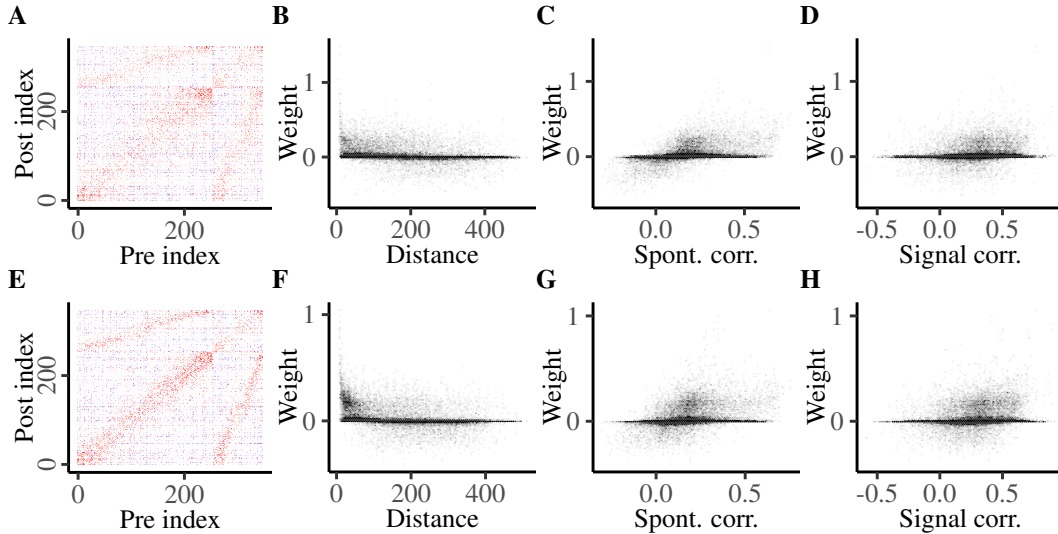 A B C D
Post index
200
0
0 200
Pre index
Weight
1
0
0 200 400
Distance
Weight
1
0
0.0 0.5
Spont. corr.
Weight
1
0
-0.5 0.0 0.5
Signal corr.
E F G H
Post index
200
0
0 200
Pre index
Weight
1
0
0 200 400
Distance
Weight
1
0
0.0 0.5
Spont. corr.
Weight
1
0
-0.5 0.0 0.5
Signal corr.